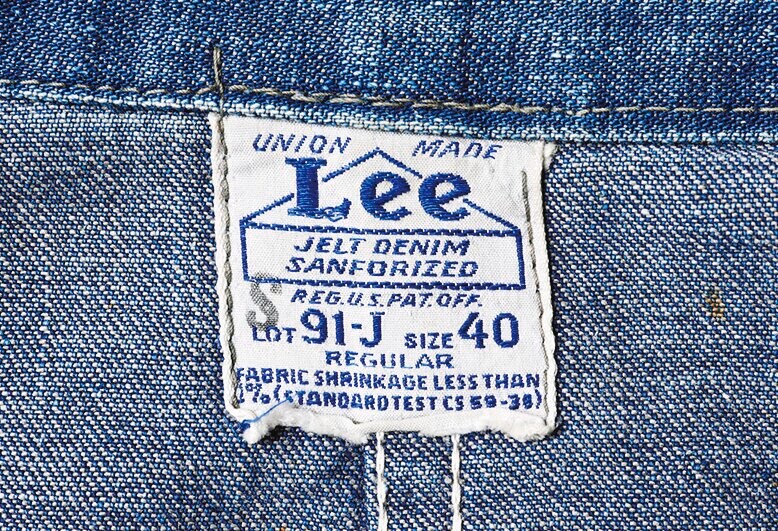 UNION MADE
Lee
JELT DENIM
SANFORIZED
REG.U.S.PAT.OFF.
S
LOT 91-J SIZE 40
REGULAR
FABRIC SHRINKAGE LESS THAN
1% (STANDARD TEST CS 59-38)